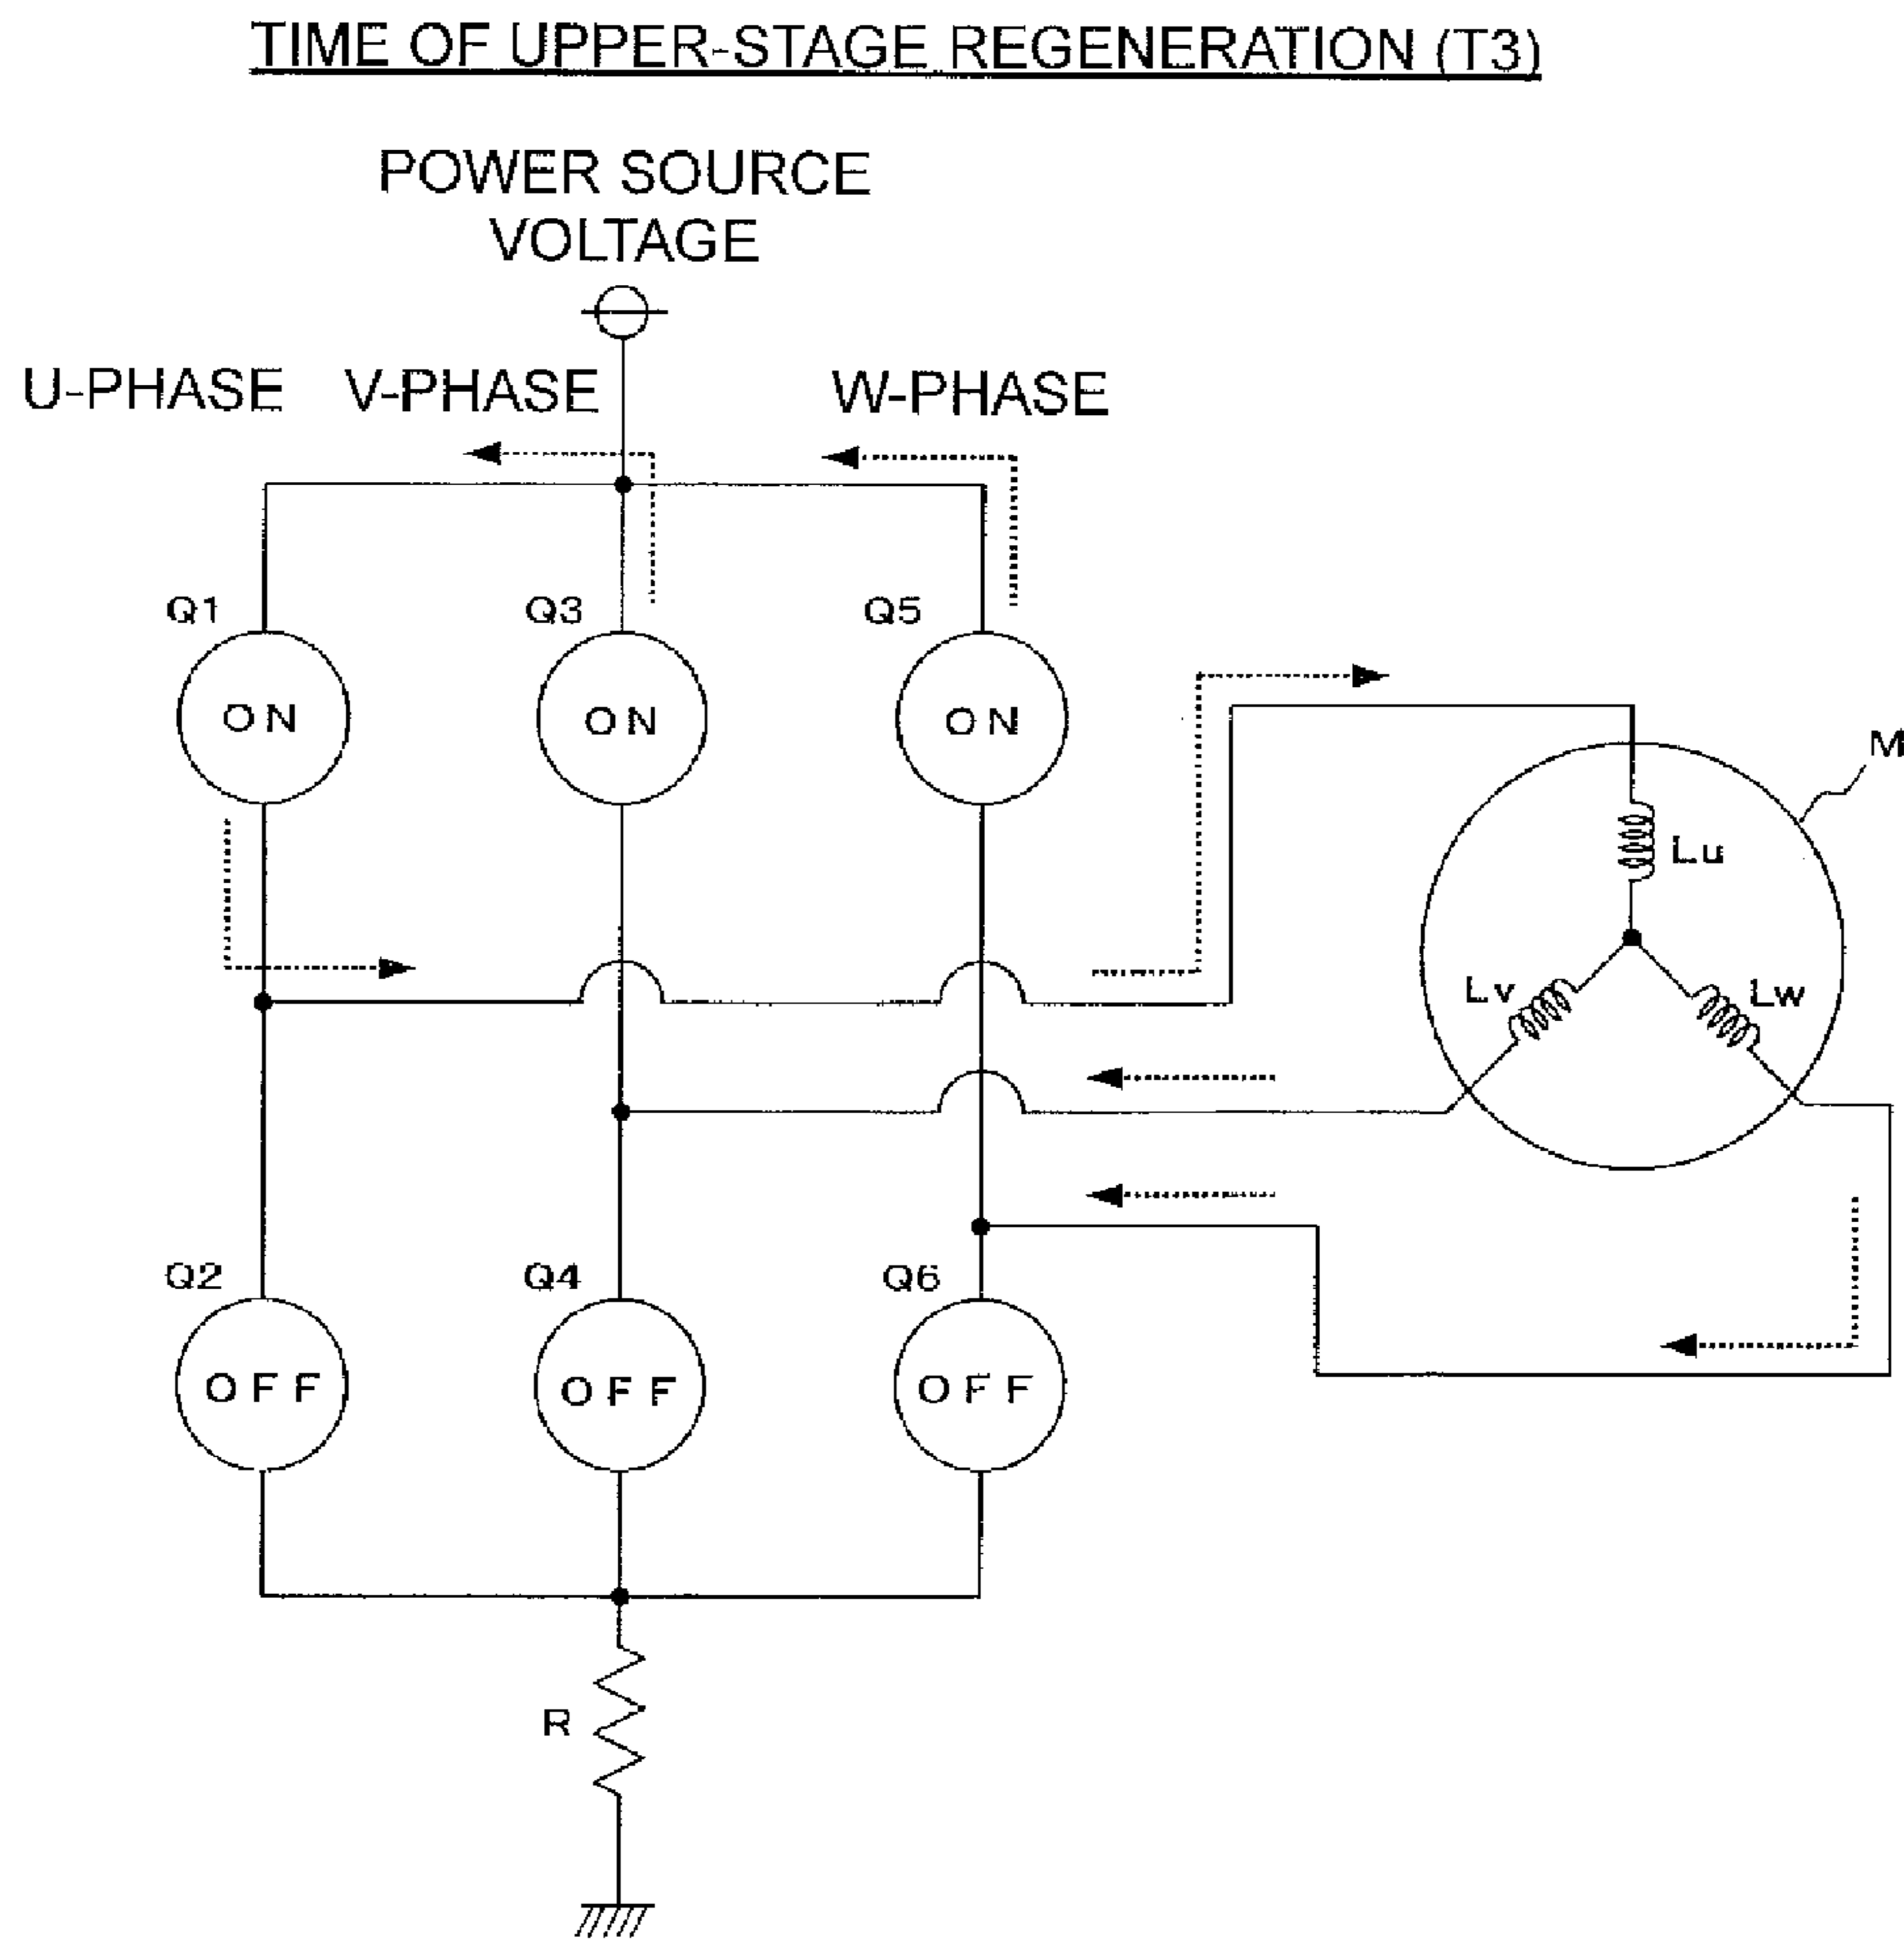 TIME OF UPPER-STAGE REGENERATION (T3)
POWER SOURCE
VOLTAGE
U-PHASE V-PHASE W-PHASE
Q1 Q3 Q5
ON ON ON
M
Lu
Lv Lw
Q2 Q4 Q6
OFF OFF OFF
R